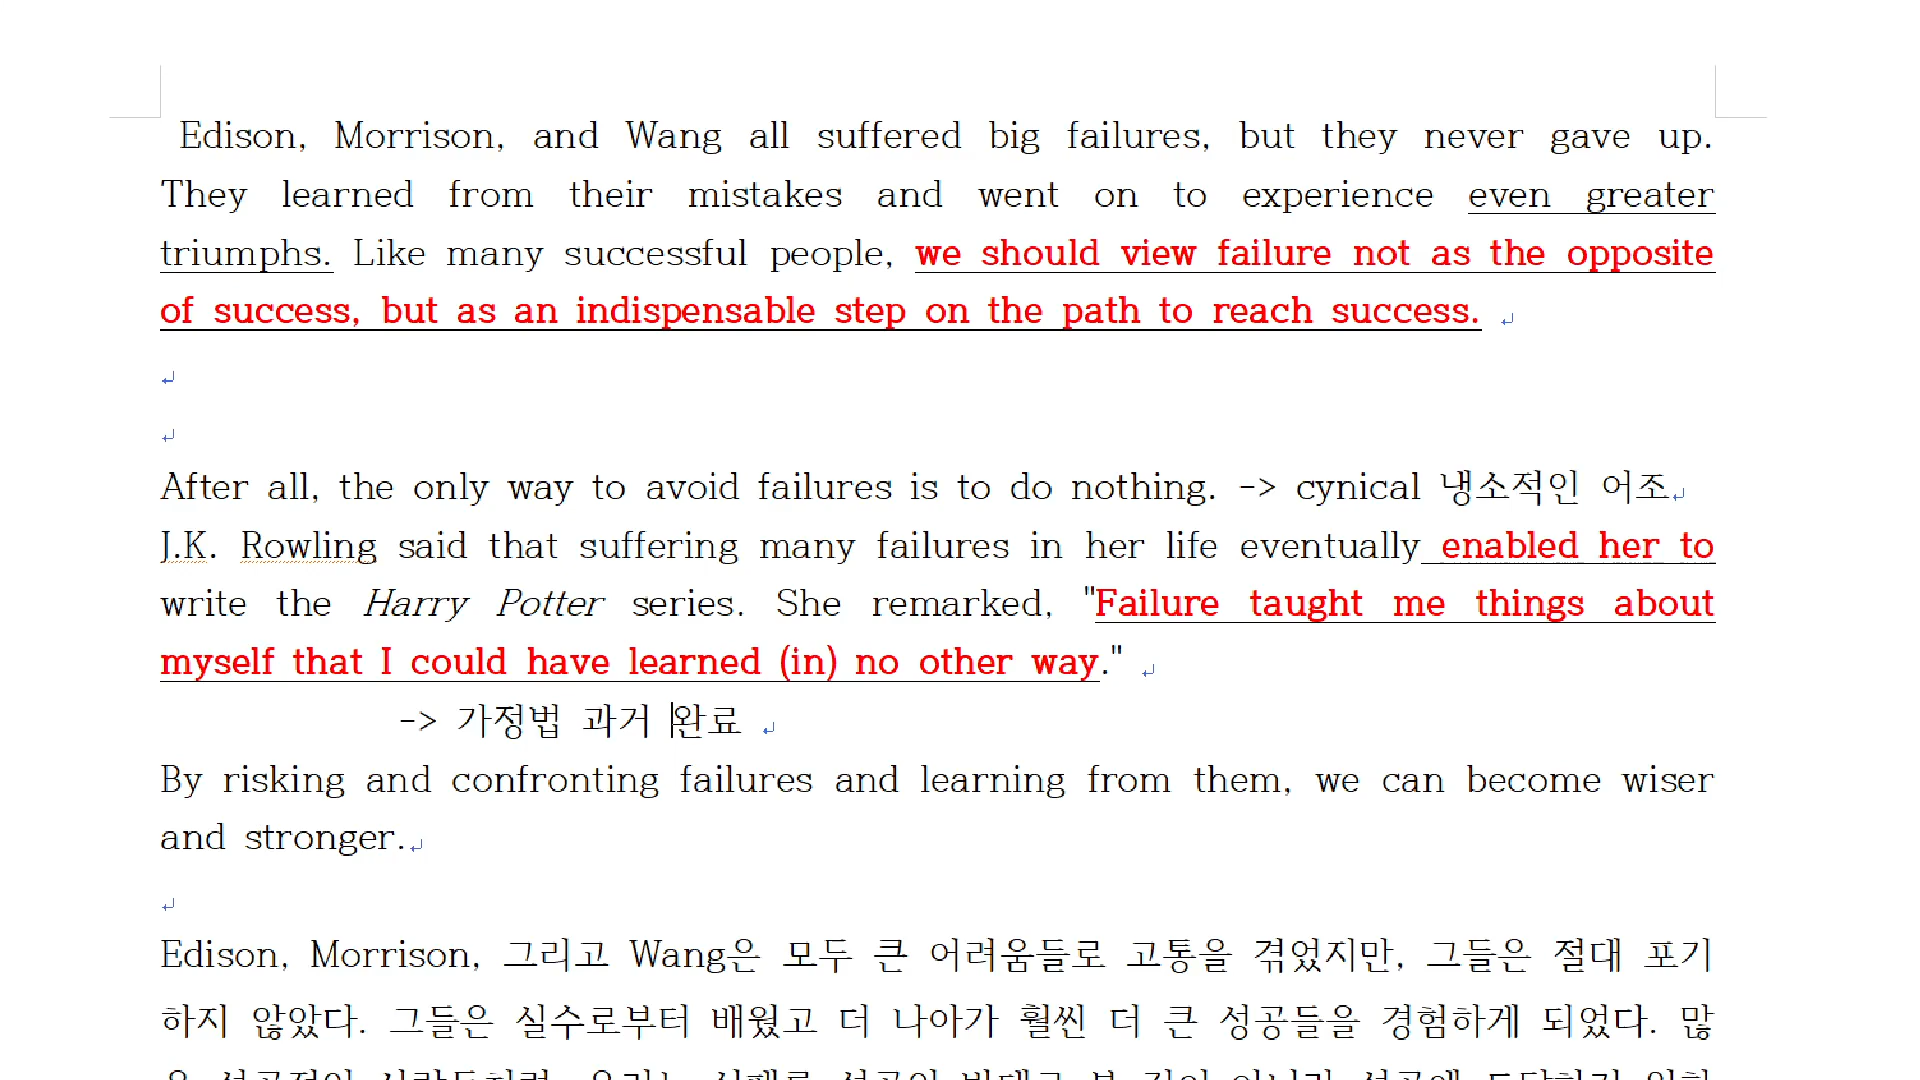 Edison, Morrison, and Wang all suffered big failures, but they never gave up.
They learned from their mistakes and went on to experience even greater
triumphs. Like many successful people, we should view failure not as the opposite
of success, but as an indispensable step on the path to reach success.
After all, the only way to avoid failures is to do nothing. -> cynical 냉소적인 어조
J.K. Rowling said that suffering many failures in her life eventually enabled her to
write the Harry Potter series. She remarked, "Failure taught me things about
myself that I could have learned (in) no other way."
-> 가정법 과거 완료
By risking and confronting failures and learning from them, we can become wiser
and stronger.
Edison, Morrison, 그리고 Wang은 모두 큰 어려움들로 고통을 겪었지만, 그들은 절대 포기
하지 않았다. 그들은 실수로부터 배웠고 더 나아가 훨씬 더 큰 성공들을 경험하게 되었다. 많